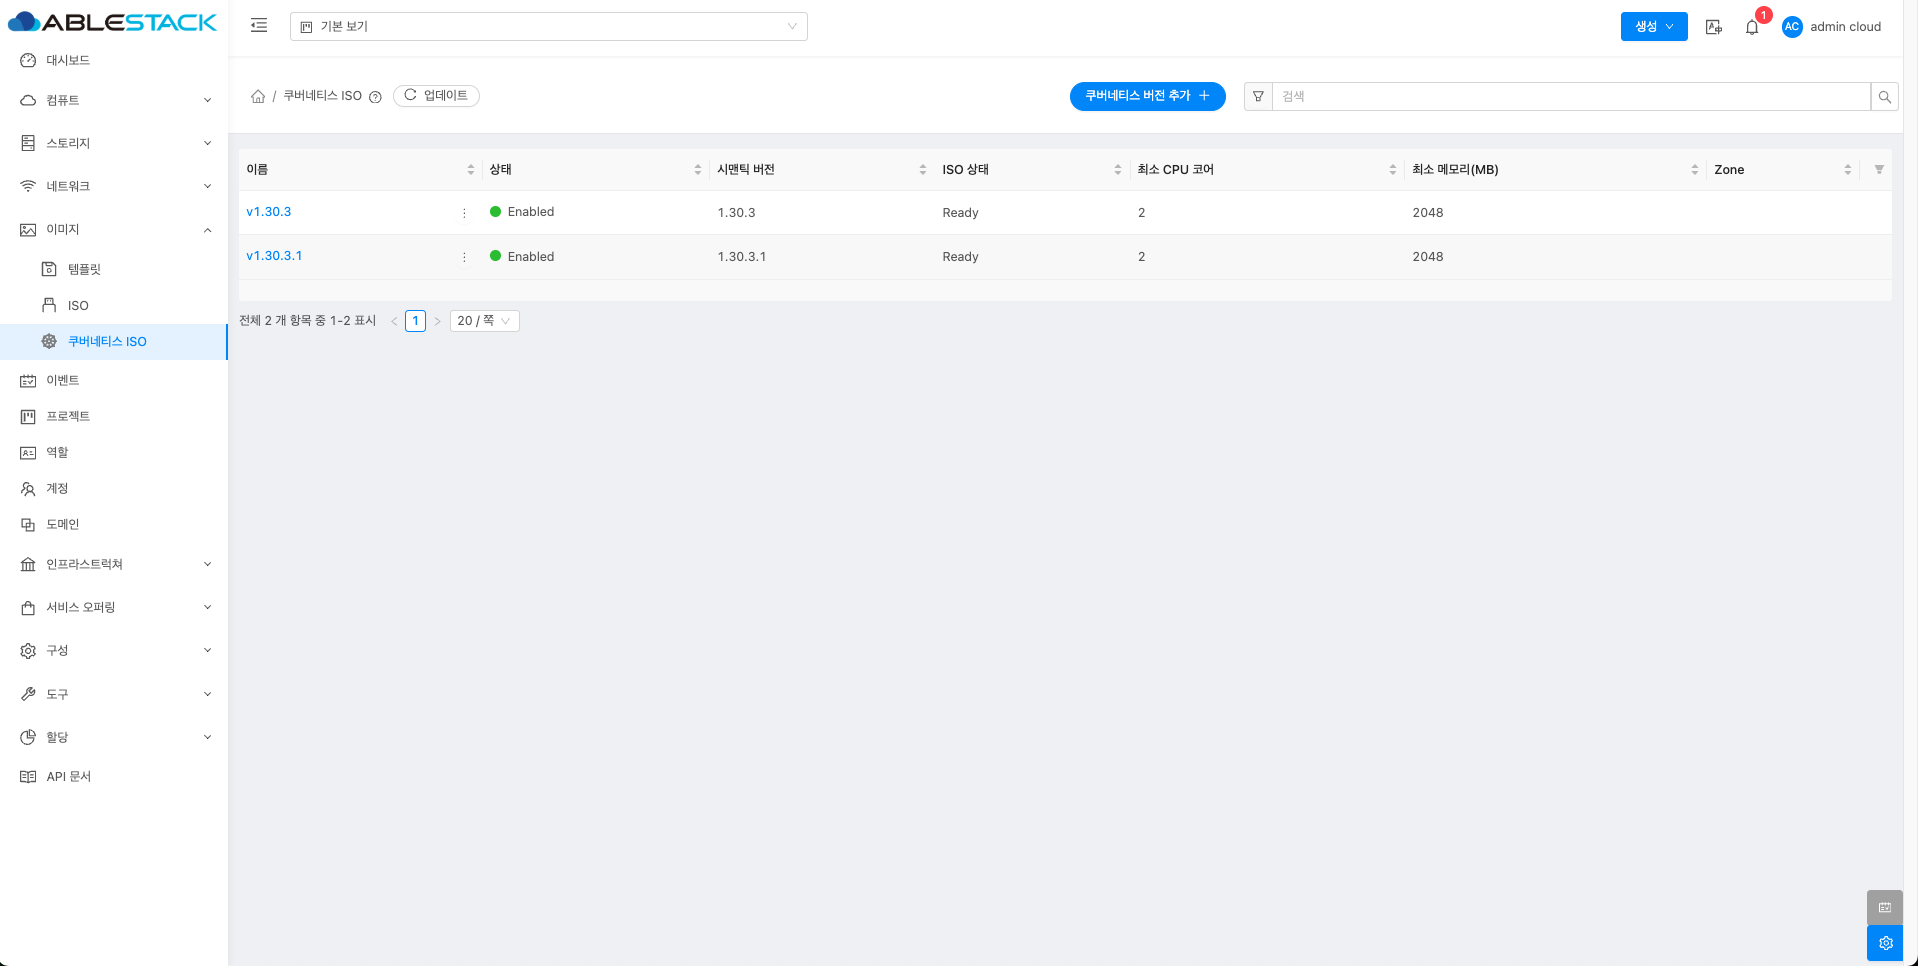 ABLESTACK
기본 보기
생성
1
AC
admin cloud
대시보드
컴퓨트
스토리지
네트워크
이미지
템플릿
ISO
쿠버네티스 ISO
이벤트
프로젝트
역할
계정
도메인
인프라스트럭쳐
서비스 오퍼링
구성
도구
할당
API 문서
/ 쿠버네티스 ISO
업데이트
쿠버네티스 버전 추가
검색
이름 상태 시맨틱 버전 ISO 상태 최소 CPU 코어 최소 메모리(MB) Zone
v1.30.3 Enabled 1.30.3 Ready 2 2048
v1.30.3.1 Enabled 1.30.3.1 Ready 2 2048
전체 2 개 항목 중 1-2 표시 < 1 > 20 / 쪽